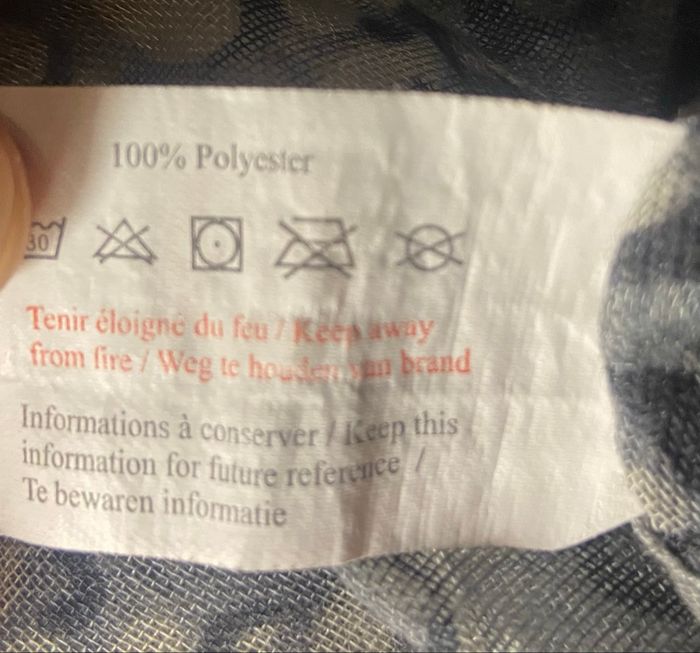 100% Polyester
30
Tenir éloigné du feu / Keep away
from fire / Weg te houden van brand
Informations à conserver / Keep this
information for future reference /
Te bewaren informatie